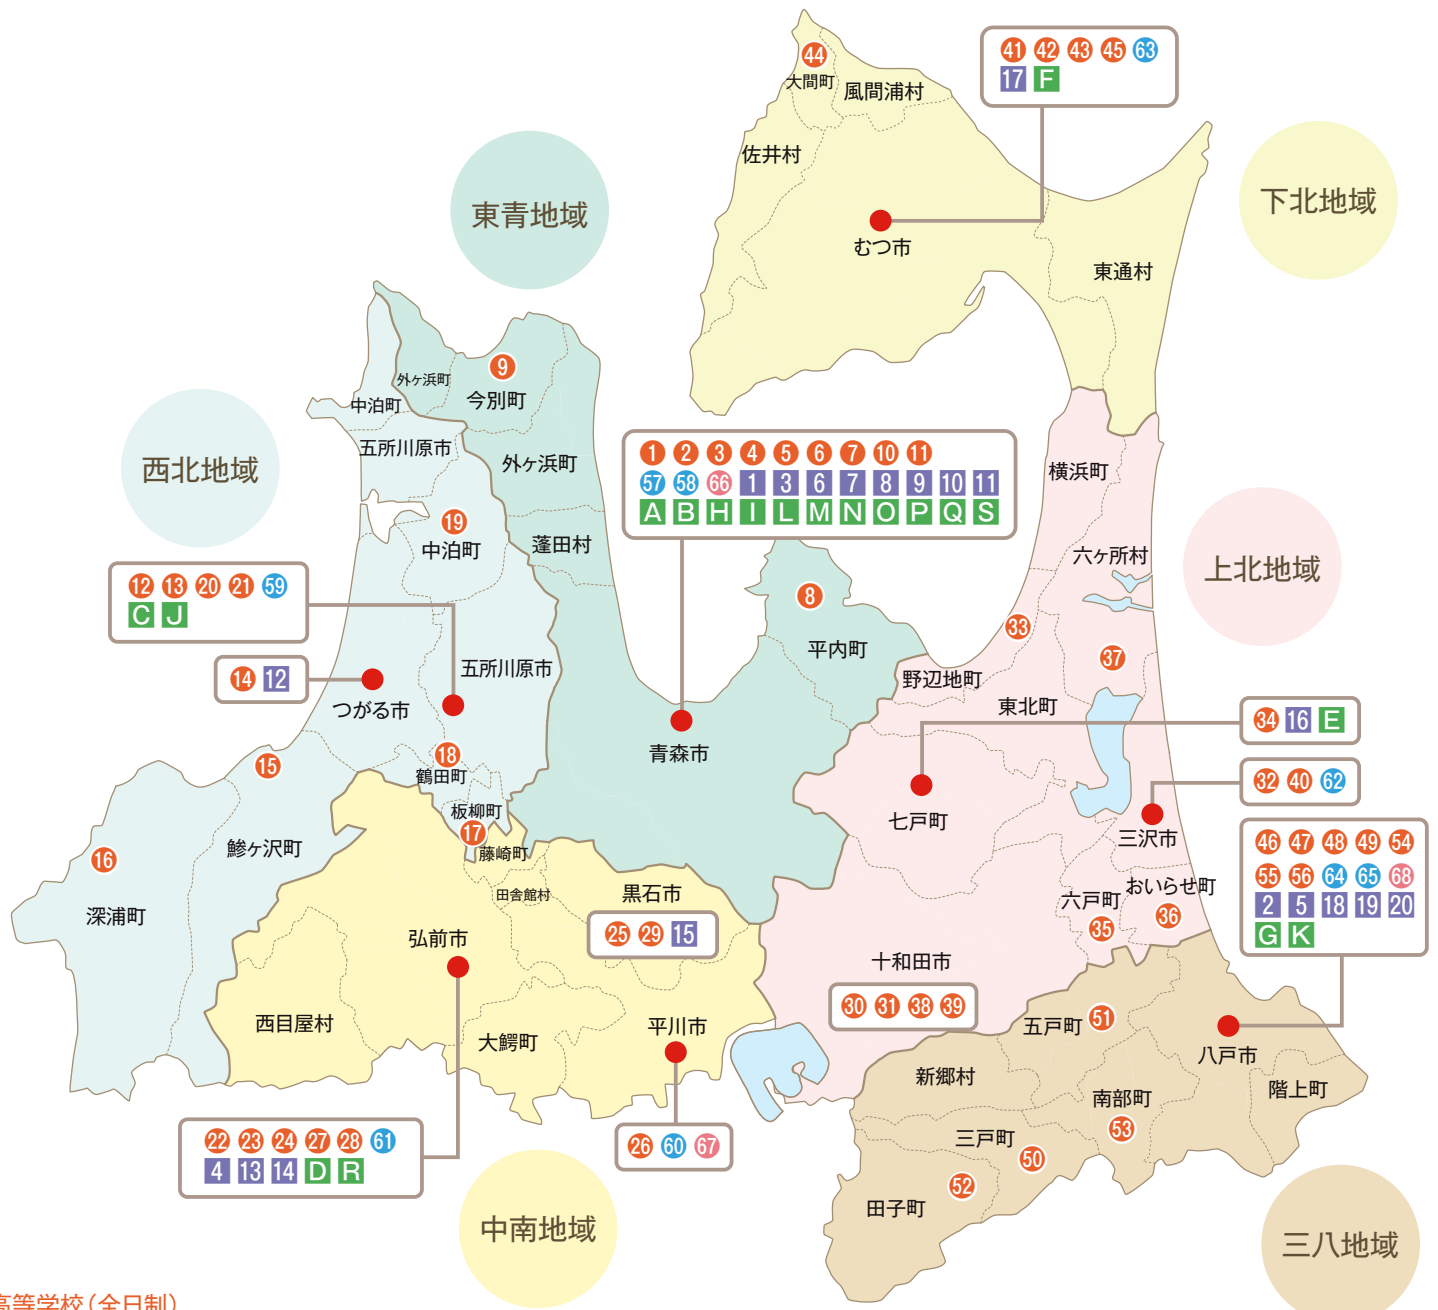 44
大間町
風間浦村
佐井村
むつ市
東通村
41 42 43 45 63
17 F
下北地域
東青地域
外ヶ浜町
9
今別町
中泊町
五所川原市
外ヶ浜町
西北地域
19
中泊町
蓬田村
1 2 3 4 5 6 7 10 11
57 58 66 1 3 6 7 8 9 10 11
A B H I L M N O P Q S
横浜町
六ヶ所村
上北地域
12 13 20 21 59
C J
8
平内町
33
37
14 12
五所川原市
つがる市
野辺地町
東北町
34 16 E
青森市
15
18
鶴田町
32 40 62
板柳町
17
七戸町
三沢市
16
鰺ヶ沢町
藤崎町
46 47 48 49 54
55 56 64 65 68
2 5 18 19 20
G K
田舎館村
黒石市
25 29 15
おいらせ町
36
六戸町
35
深浦町
弘前市
十和田市
30 31 38 39
西目屋村
大鰐町
平川市
五戸町
51
八戸市
新郷村
南部町
53
階上町
22 23 24 27 28 61
4 13 14 D R
26 60 67
三戸町
50
52
田子町
中南地域
三八地域
高等学校(全日制)